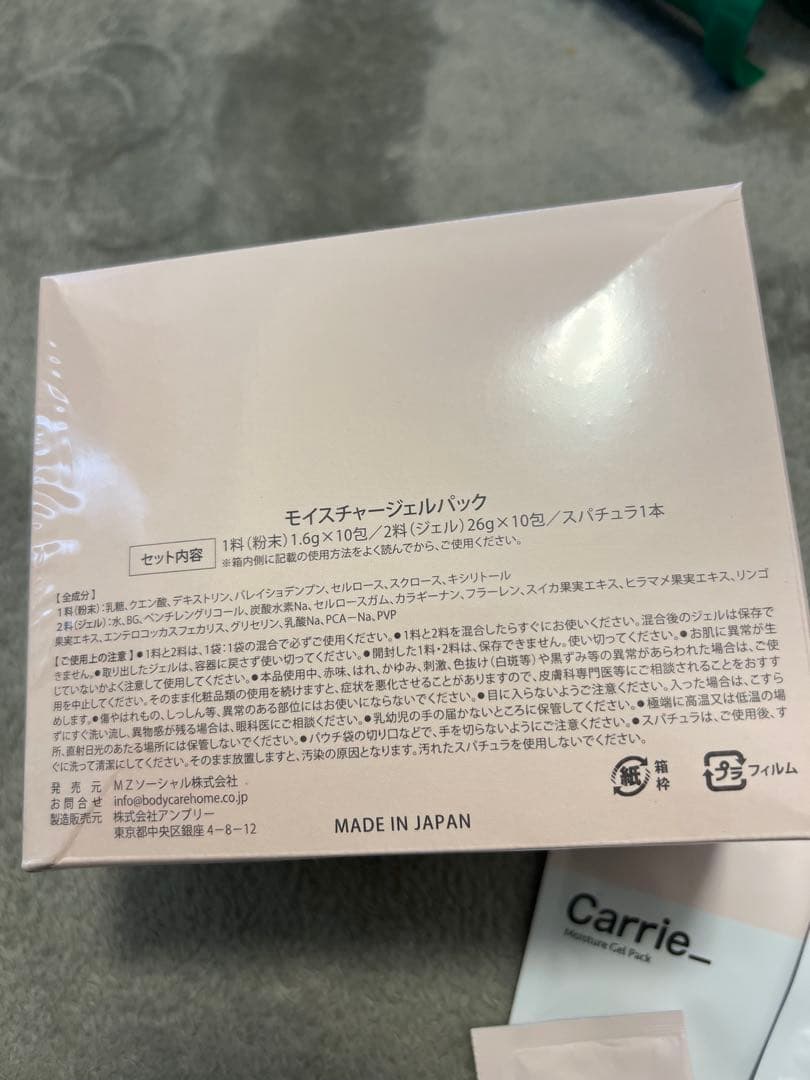 モイスチャージェルパック
セット内容
1料(粉末)1.6g×10包/2料(ジェル)26g×10包/スパチュラ1本
※箱内側に記載の使用方法をよく読んでから、ご使用ください。
【全成分】
1料(粉末):乳糖、クエン酸、デキストリン、バレイショデンプン、セルロース、スクロース、キシリトール
2料(ジェル):水、BG、ペンチレングリコール、炭酸水素Na、セルロースガム、カラギーナン、フラーレン、スイカ果実エキス、ヒラマメ果実エキス、リンゴ
果実エキス、エンテロコッカスフェカリス、グリセリン、乳酸Na、PCA-Na、PVP
【ご使用上の注意】●1料と2料は、1袋:1袋の混合で必ずご使用ください。●1料と2料を混合したらすぐにお使いください。混合後のジェルは保存で
きません。●取り出したジェルは、容器に戻さず使い切ってください。●開封した1料・2料は、保存できません。使い切ってください。●お肌に異常が生
じていないかよく注意して使用してください。●本品使用中、赤味、はれ、かゆみ、刺激、色抜け(白斑等)や黒ずみ等の異常があらわれた場合は、ご使
用を中止してください。そのまま化粧品類の使用を続けますと、症状を悪化させることがありますので、皮膚科専門医等にご相談されることをおすす
めします。●傷やはれもの、しっしん等、異常のある部位にはお使いにならないでください。●目に入らないようご注意ください。入った場合は、こすら
ずにすぐ洗い流し、異物感が残る場合は、眼科医にご相談ください。●乳幼児の手の届かないところに保管してください。●極端に高温又は低温の場
所、直射日光のあたる場所には保管しないでください。●パウチ袋の切り口などで、手を切らないようにご注意ください。●スパチュラは、ご使用後、す
ぐに洗って清潔にしてください。そのまま放置しますと、汚染の原因となります。汚れたスパチュラを使用しないでください。
発売元 MZソーシャル株式会社
お問合せ info@bodycarehome.co.jp
製造販売元 株式会社アンプリー
東京都中央区銀座4-8-12
MADE IN JAPAN
紙 箱
枠
プラ フィルム
Carrie_
Moisture Gel Pack